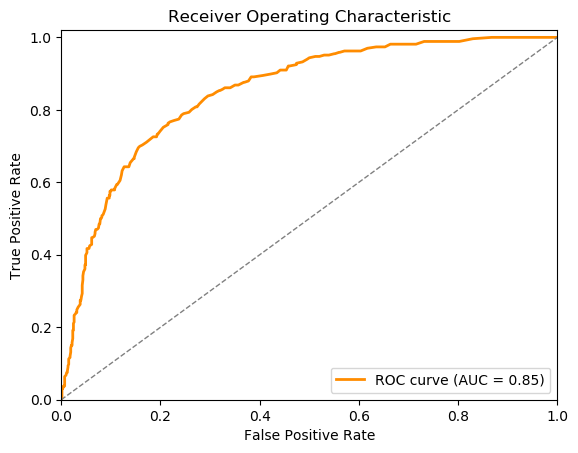 Receiver Operating Characteristic
1.0
0.8
0.6
0.4
0.2
0.0
True Positive Rate
ROC curve (AUC = 0.85)
0.0 0.2 0.4 0.6 0.8 1.0
False Positive Rate